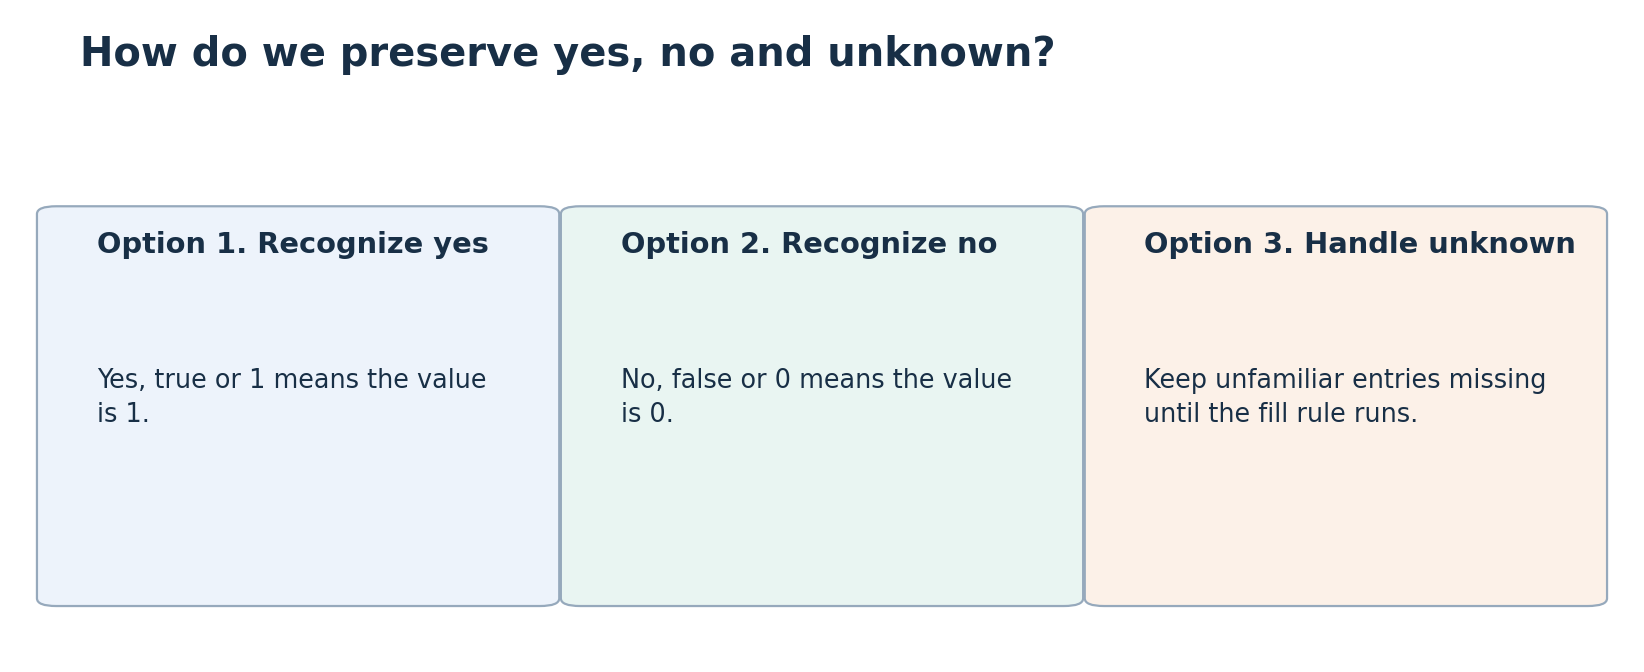 How do we preserve yes, no and unknown?
Option 1. Recognize yes
Yes, true or 1 means the value
is 1.
Option 2. Recognize no
No, false or 0 means the value
is 0.
Option 3. Handle unknown
Keep unfamiliar entries missing
until the fill rule runs.